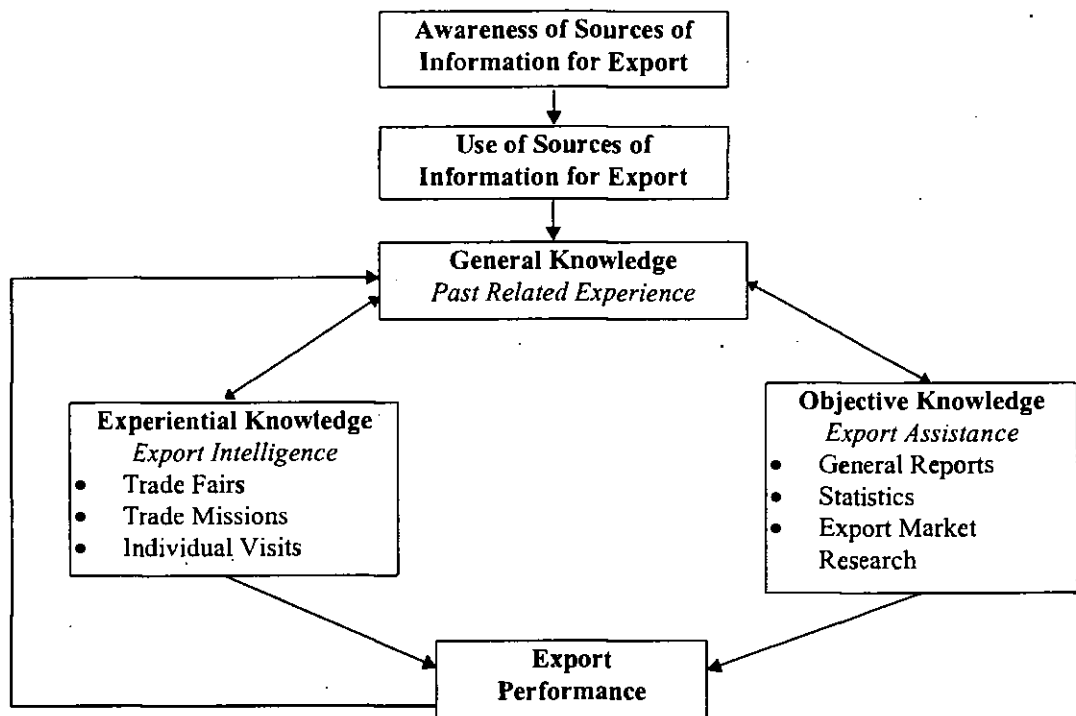 Awareness of Sources of
Information for Export
Use of Sources of
Information for Export
General Knowledge
Past Related Experience
Experiential Knowledge
Export Intelligence
• Trade Fairs
• Trade Missions
• Individual Visits
Objective Knowledge
Export Assistance
• General Reports
• Statistics
• Export Market
Research
Export
Performance